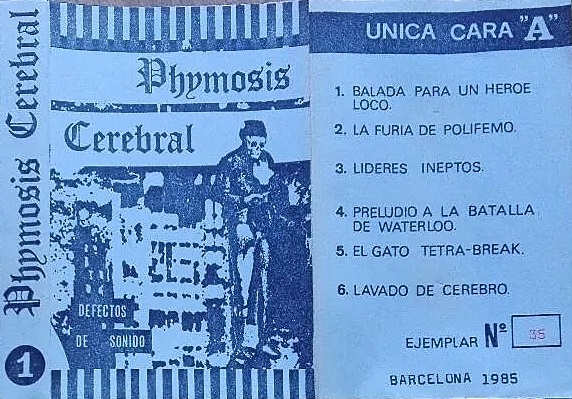 Phymosis Cerebral
1
Phymosis
Cerebral
DEFECTOS
DE SONIDO
UNICA CARA "A"
1. BALADA PARA UN HEROE
LOCO.
2. LA FURIA DE POLIFEMO.
3. LIDERES INEPTOS.
4. PRELUDIO A LA BATALLA
DE WATERLOO.
5. EL GATO TETRA-BREAK.
6. LAVADO DE CEREBRO.
EJEMPLAR Nº 35
BARCELONA 1985